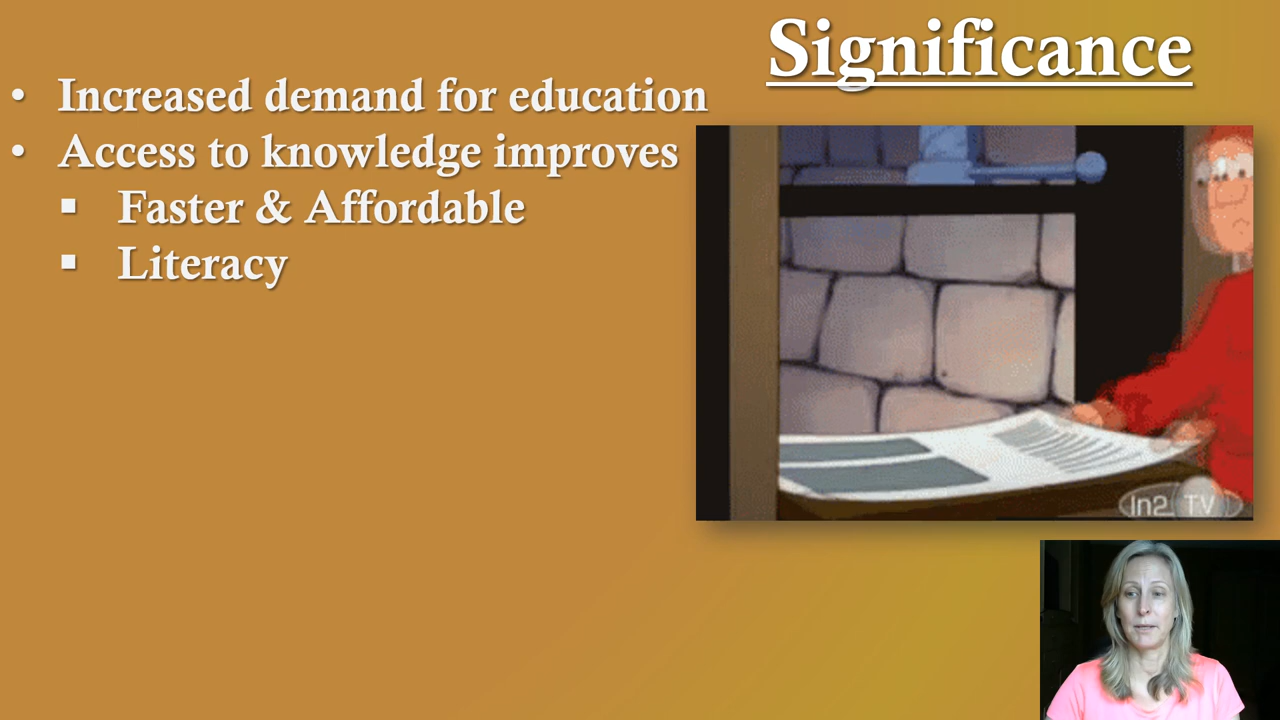 Significance
• Increased demand for education
• Access to knowledge improves
▪ Faster & Affordable
▪ Literacy
In2 TV